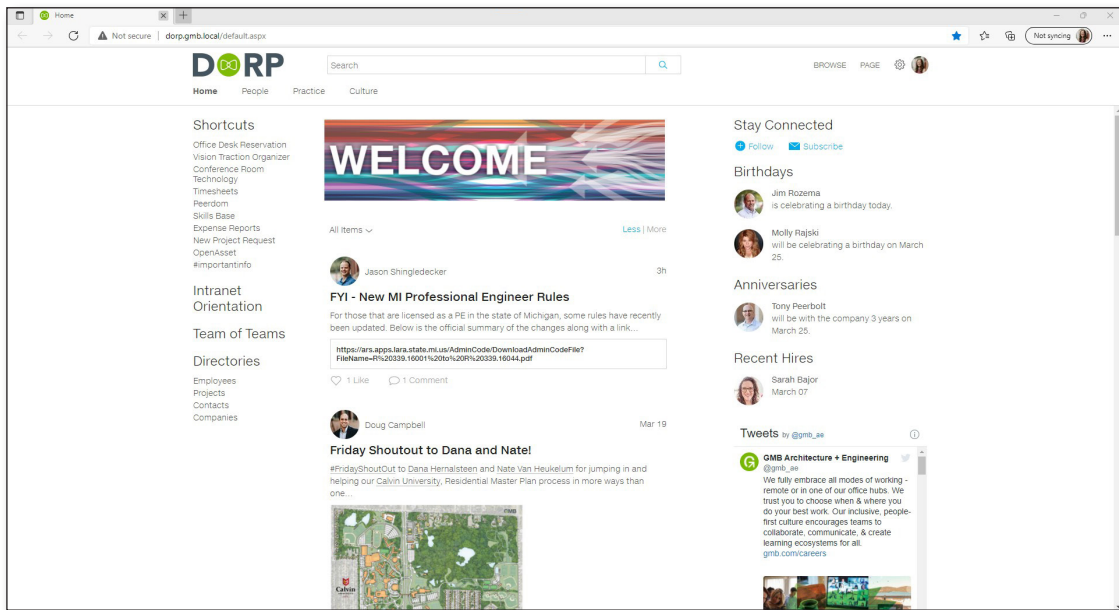 Home
Not secure | dorp.gmb.local/default.aspx
Not syncing
DORP
Search
BROWSE PAGE
Home People Practice Culture
Shortcuts
Office Desk Reservation
Vision Traction Organizer
Conference Room
Technology
Timesheets
Peerdom
Skills Base
Expense Reports
New Project Request
OpenAsset
#importantinfo
Intranet
Orientation
Team of Teams
Directories
Employees
Projects
Contacts
Companies
WELCOME
All items
Less | More
Jason Shingledecker
3h
FYI - New MI Professional Engineer Rules
For those that are licensed as a PE in the state of Michigan, some rules have recently
been updated. Below is the official summary of the changes along with a link...
https://ars.apps.lara.state.mi.us/AdminCode/DownloadAdminCodeFile?
FileName=R%20339.16001%20to%20R%20339.16044.pdf
1 Like 1 Comment
Doug Campbell
Mar 19
Friday Shoutout to Dana and Nate!
#FridayShoutOut to Dana Hernalsteen and Nate Van Heukelum for jumping in and
helping our Calvin University, Residential Master Plan process in more ways than
one...
GMB
Calvin
Stay Connected
Follow Subscribe
Birthdays
Jim Rozema
is celebrating a birthday today.
Molly Rajski
will be celebrating a birthday on March
25.
Anniversaries
Tony Peerbolt
will be with the company 3 years on
March 25.
Recent Hires
Sarah Bajor
March 07
Tweets by @gmb_ae
GMB Architecture + Engineering
@gmb_ae
We fully embrace all modes of working -
remote or in one of our office hubs. We
trust you to choose when & where you
do your best work. Our inclusive, people-
first culture encourages teams to
collaborate, communicate, & create
learning ecosystems for all.
gmb.com/careers